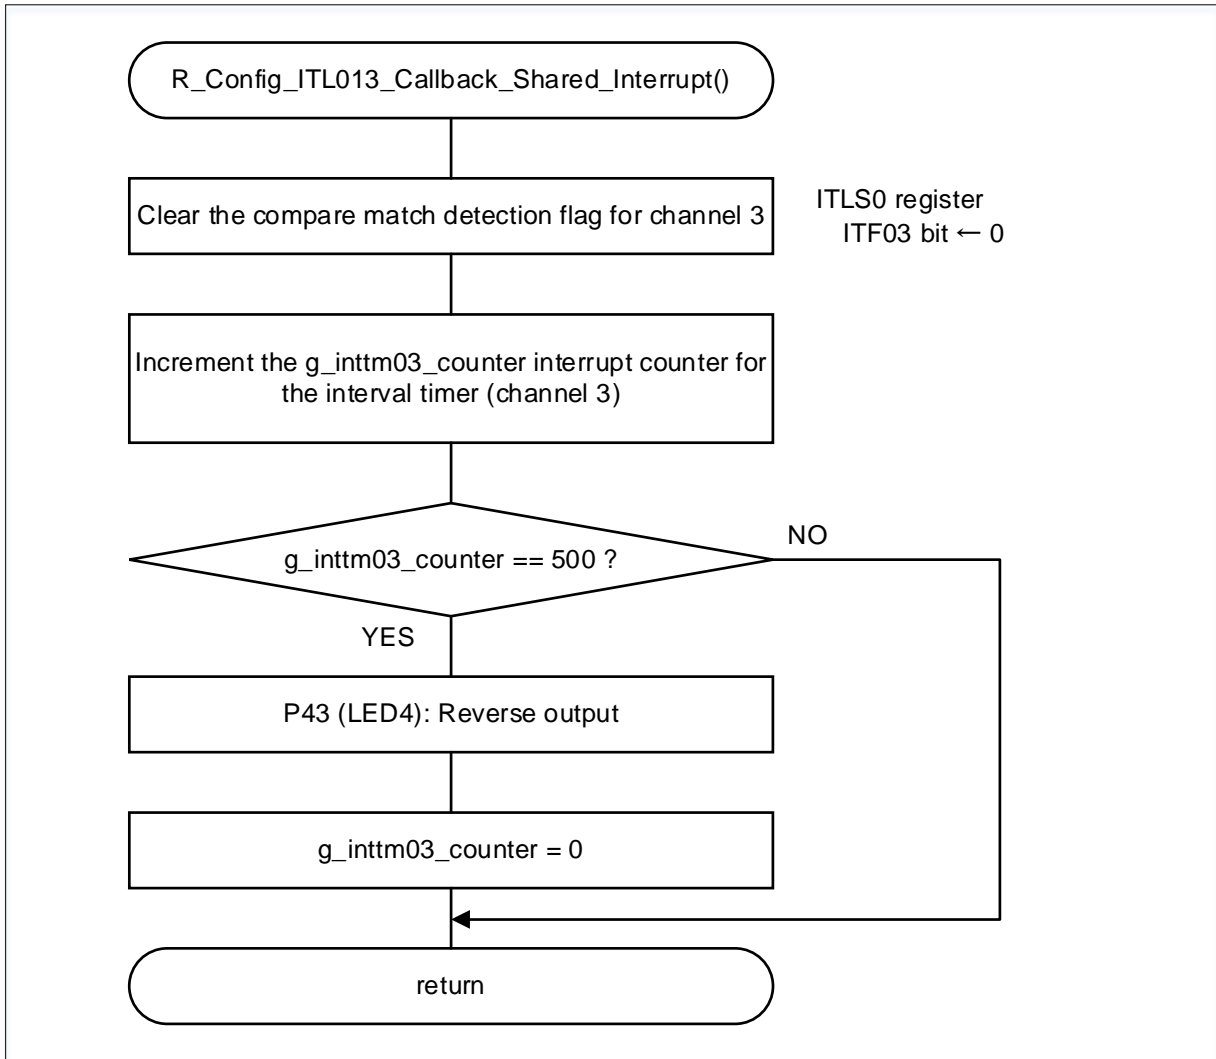 R_Config_ITL013_Callback_Shared_Interrupt()
Clear the compare match detection flag for channel 3
ITLS0 register
ITF03 bit ← 0
Increment the g_inttm03_counter interrupt counter for
the interval timer (channel 3)
g_inttm03_counter == 500 ?
NO
YES
P43 (LED4): Reverse output
g_inttm03_counter = 0
return